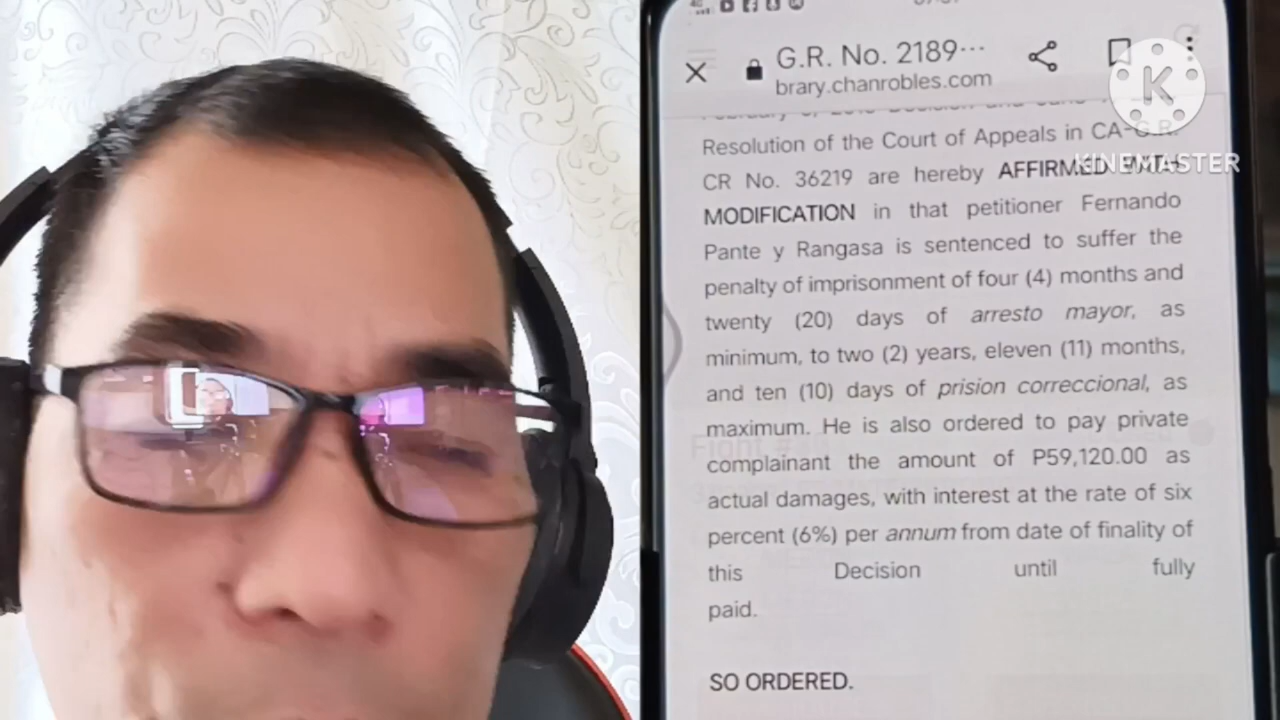 G.R. No. 2189...
brary.chanrobles.com
K
KINEMASTER
Resolution of the Court of Appeals in CA-G.R.
CR No. 36219 are hereby AFFIRMED WITH
MODIFICATION in that petitioner Fernando
Pante y Rangasa is sentenced to suffer the
penalty of imprisonment of four (4) months and
twenty (20) days of arresto mayor, as
minimum, to two (2) years, eleven (11) months,
and ten (10) days of prision correccional, as
maximum. He is also ordered to pay private
complainant the amount of P59,120.00 as
actual damages, with interest at the rate of six
percent (6%) per annum from date of finality of
this Decision until fully
paid.
SO ORDERED.